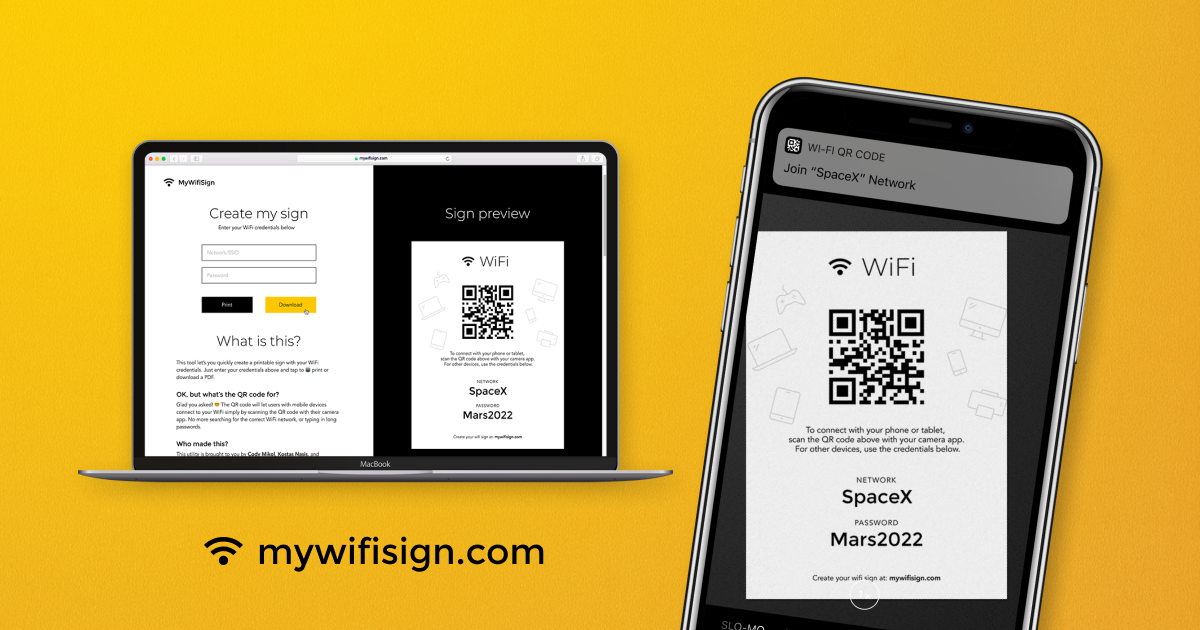 mywifisign.com
MyWifiSign
Create my sign
Enter your WiFi credentials below
Network/SSID
Password
Print
Download
What is this?
This tool let's you quickly create a printable sign with your WiFi
credentials. Just enter your credentials above and tap to 🖨 print or
download a PDF.
OK, but what's the QR code for?
Glad you asked! 🤓 The QR code will let users with mobile devices
connect to your WiFi simply by scanning the QR code with their camera
app. No more searching for the correct WiFi network, or typing in long
passwords.
Who made this?
This utility is brought to you by Cody Mikol, Kostas Nasis, and
Sign preview
WiFi
To connect with your phone or tablet,
scan the QR code above with your camera app.
For other devices, use the credentials below.
NETWORK
SpaceX
PASSWORD
Mars2022
Create your wifi sign at: mywifisign.com
MacBook
mywifisign.com
WI-FI QR CODE
Join “SpaceX” Network
WiFi
To connect with your phone or tablet,
scan the QR code above with your camera app.
For other devices, use the credentials below.
NETWORK
SpaceX
PASSWORD
Mars2022
Create your wifi sign at: mywifisign.com
SLO-MO